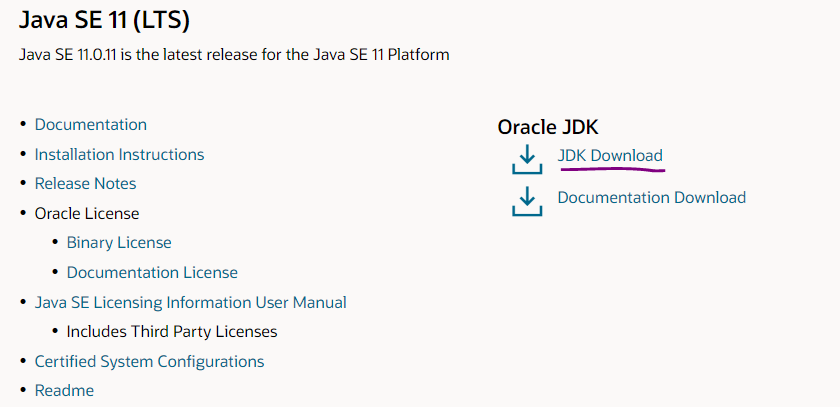 Java SE 11 (LTS)
Java SE 11.0.11 is the latest release for the Java SE 11 Platform
• Documentation
• Installation Instructions
• Release Notes
• Oracle License
• Binary License
• Documentation License
• Java SE Licensing Information User Manual
• Includes Third Party Licenses
• Certified System Configurations
• Readme
Oracle JDK
JDK Download
Documentation Download